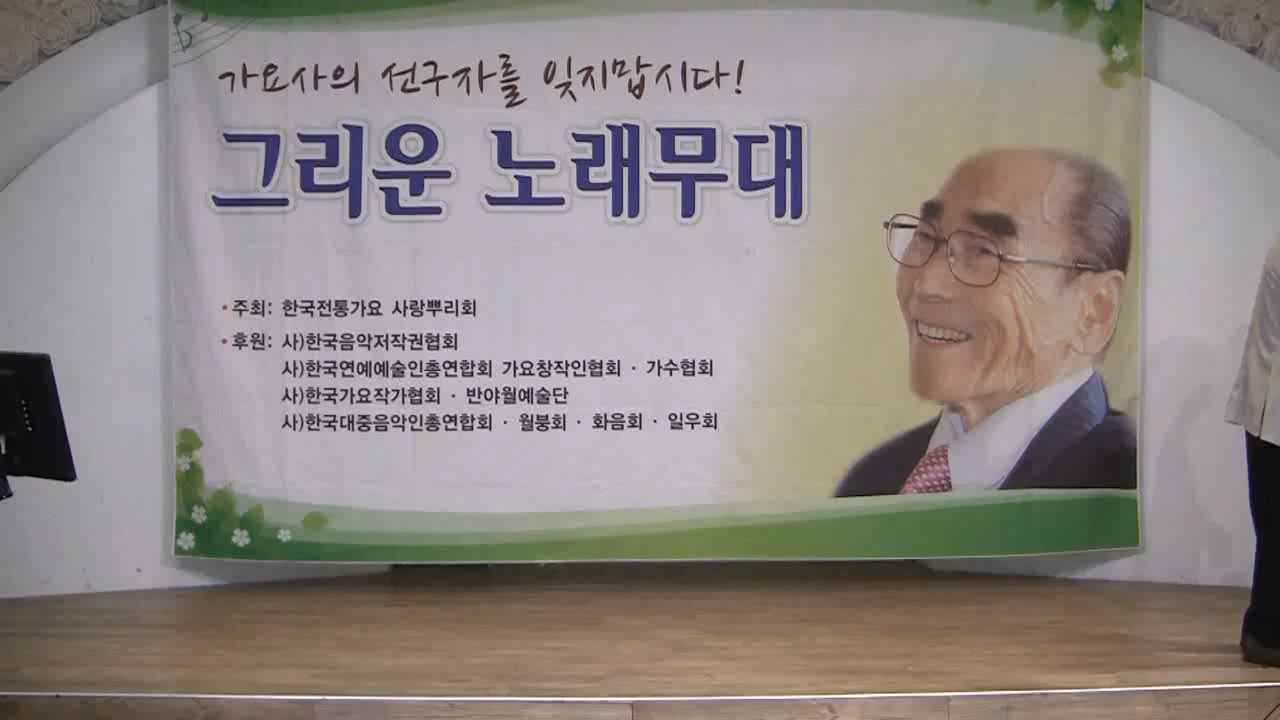 가요사의 선구자를 잊지맙시다!
그리운 노래무대
• 주최: 한국전통가요 사랑뿌리회
• 후원: 사)한국음악저작권협회
사)한국연예예술인총연합회 가요창작인협회 · 가수협회
사)한국가요작가협회 · 반야월예술단
사)한국대중음악인총연합회 · 월붕회 · 화음회 · 일우회